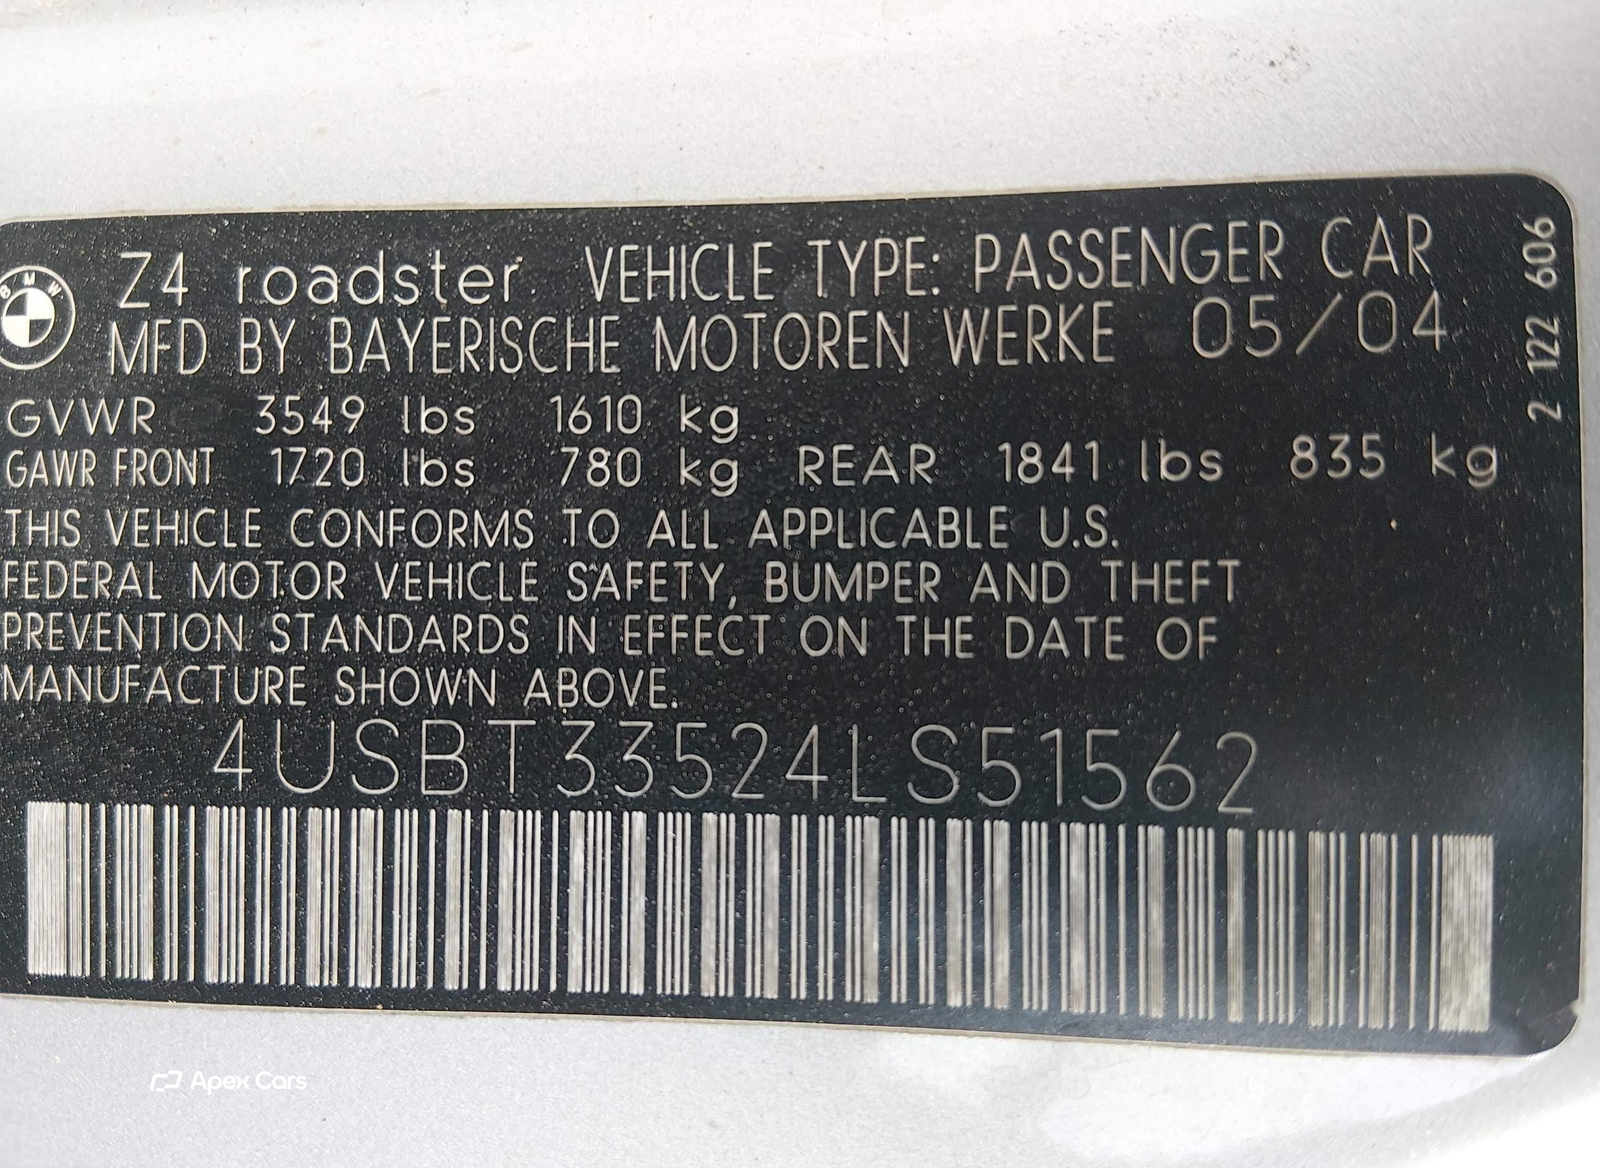 BMW
Z4 roadster VEHICLE TYPE: PASSENGER CAR
MFD BY BAYERISCHE MOTOREN WERKE 05/04
GVWR 3549 lbs 1610 kg
GAWR FRONT 1720 lbs 780 kg REAR 1841 lbs 835 kg
THIS VEHICLE CONFORMS TO ALL APPLICABLE U.S.
FEDERAL MOTOR VEHICLE SAFETY, BUMPER AND THEFT
PREVENTION STANDARDS IN EFFECT ON THE DATE OF
MANUFACTURE SHOWN ABOVE.
4USBT33524LS51562
2 122 606
Apex Cars